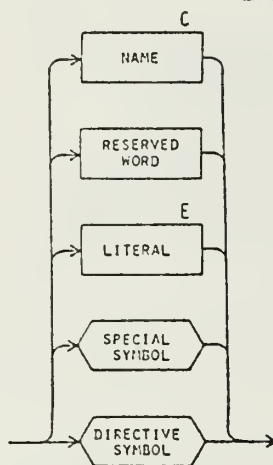 C
NAME
RESERVED
WORD
E
LITERAL
SPECIAL
SYMBOL
DIRECTIVE
SYMBOL